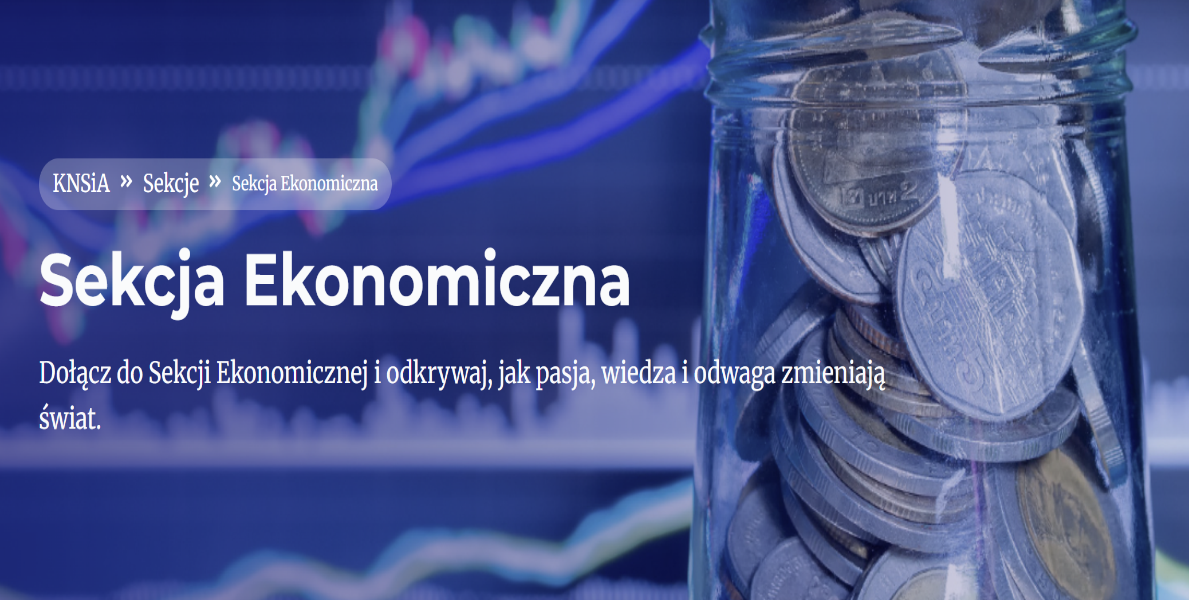 KNSiA » Sekcje » Sekcja Ekonomiczna
Sekcja Ekonomiczna
Dołącz do Sekcji Ekonomicznej i odkrywaj, jak pasja, wiedza i odwaga zmieniają
świat.